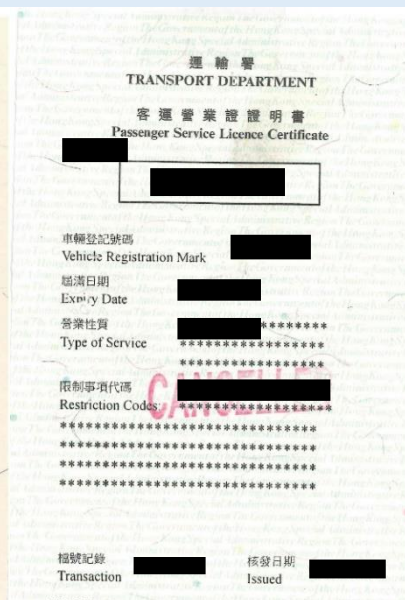 運輸署
TRANSPORT DEPARTMENT
客運營業證證明書
Passenger Service Licence Certificate
車輛登記號碼
Vehicle Registration Mark
屆滿日期
Expiry Date
營業性質
*********
Type of Service
*****************
*****************
限制事項代碼
CANCELLED
Restriction Codes:
******************
******************************
******************************
******************************
******************************
檔號記錄
核發日期
Transaction
Issued